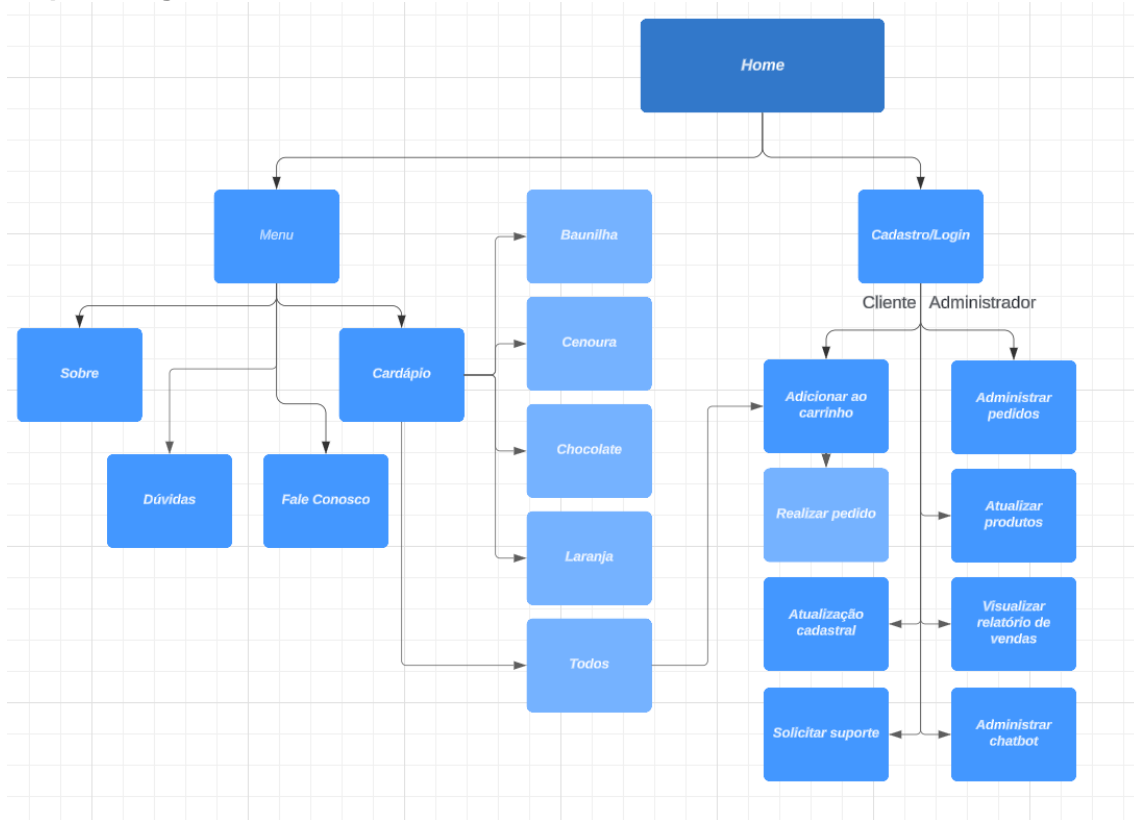 Home
Menu
Baunilha
Cadastro/Login
Cliente
Administrador
Sobre
Cenoura
Cardápio
Adicionar ao
carrinho
Administrar
pedidos
Chocolate
Dúvidas
Fale Conosco
Realizar pedido
Atualizar
produtos
Laranja
Atualização
cadastral
Visualizar
relatório de
vendas
Todos
Solicitar suporte
Administrar
chatbot